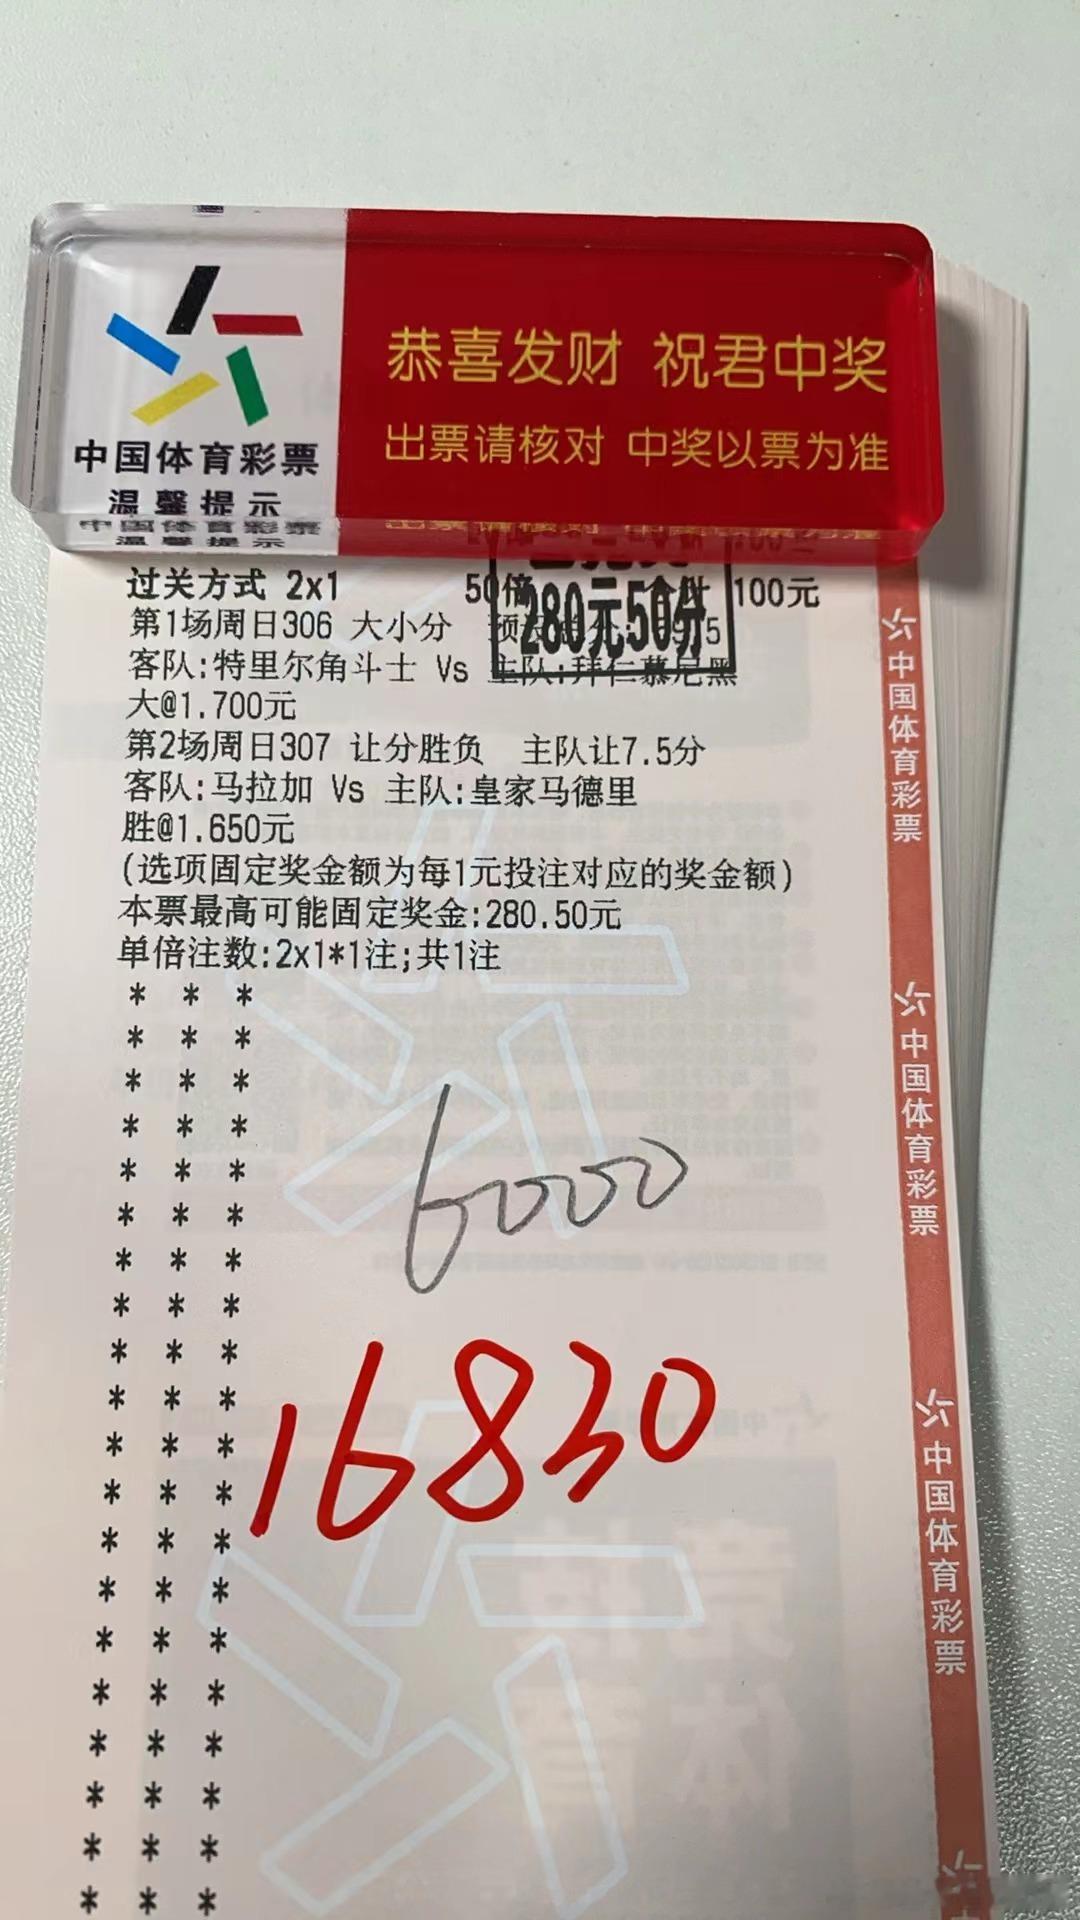 恭喜发财 祝君中奖
出票请核对 中奖以票为准
中国体育彩票
温馨提示
过关方式 2x1 50倍 合计 100元
280元50分
第1场周日306 大小分
客队:特里尔角斗士 Vs 主队:拜仁慕尼黑
大@1.700元
第2场周日307 让分胜负 主队让7.5分
客队:马拉加 Vs 主队:皇家马德里
胜@1.650元
(选项固定奖金额为每1元投注对应的奖金额)
本票最高可能固定奖金:280.50元
单倍注数:2x1*1注;共1注
6000
16830
中国体育彩票
中国体育彩票
中国体育彩票